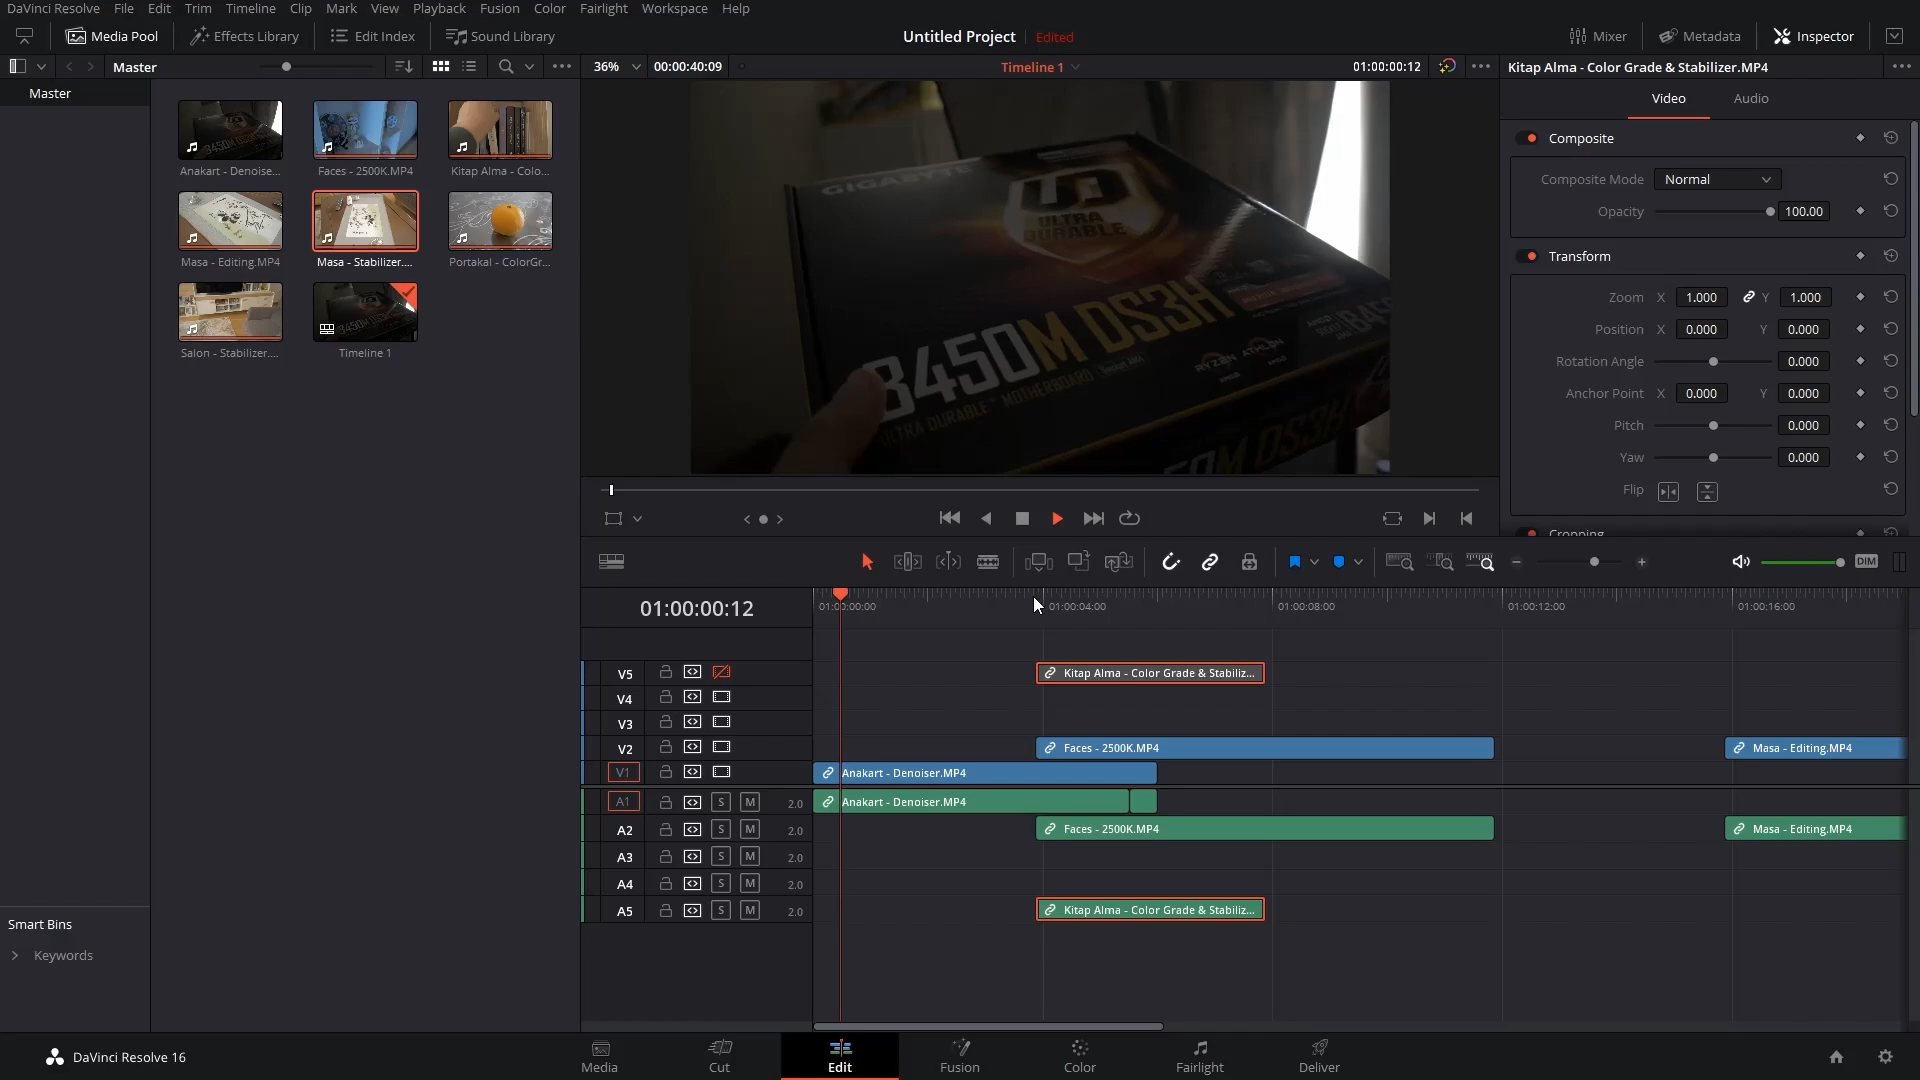 DaVinci Resolve File Edit Trim Timeline Clip Mark View Playback Fusion Color Fairlight Workspace Help
Media Pool Effects Library Edit Index Sound Library Untitled Project Edited Mixer Metadata Inspector
Master 36% 00:00:40:09 Timeline 1 01:00:00:12 Kitap Alma - Color Grade & Stabilizer.MP4
Master
Video Audio
Composite
Composite Mode Normal
Opacity 100.00
Transform
Zoom X 1.000 Y 1.000
Position X 0.000 Y 0.000
Rotation Angle 0.000
Anchor Point X 0.000 Y 0.000
Pitch 0.000
Yaw 0.000
Flip
Cropping
Anakart - Denoise... Faces - 2500K.MP4 Kitap Alma - Colo...
Masa - Editing.MP4 Masa - Stabilizer.... Portakal - ColorGr...
Salon - Stabilizer.... Timeline 1
GIGABYTE
ULTRA
DURABLE
B450M DS3H
ULTRA DURABLE MOTHERBOARD
RYZEN ATHLON
DIM
01:00:00:12
01:00:00:00 01:00:04:00 01:00:08:00 01:00:12:00 01:00:16:00
V5 Kitap Alma - Color Grade & Stabiliz...
V4
V3
V2 Faces - 2500K.MP4 Masa - Editing.MP4
V1 Anakart - Denoiser.MP4
A1 S M 2.0 Anakart - Denoiser.MP4
A2 S M 2.0 Faces - 2500K.MP4 Masa - Editing.MP4
A3 S M 2.0
A4 S M 2.0
A5 S M 2.0 Kitap Alma - Color Grade & Stabiliz...
Smart Bins
Keywords
DaVinci Resolve 16
Media Cut Edit Fusion Color Fairlight Deliver